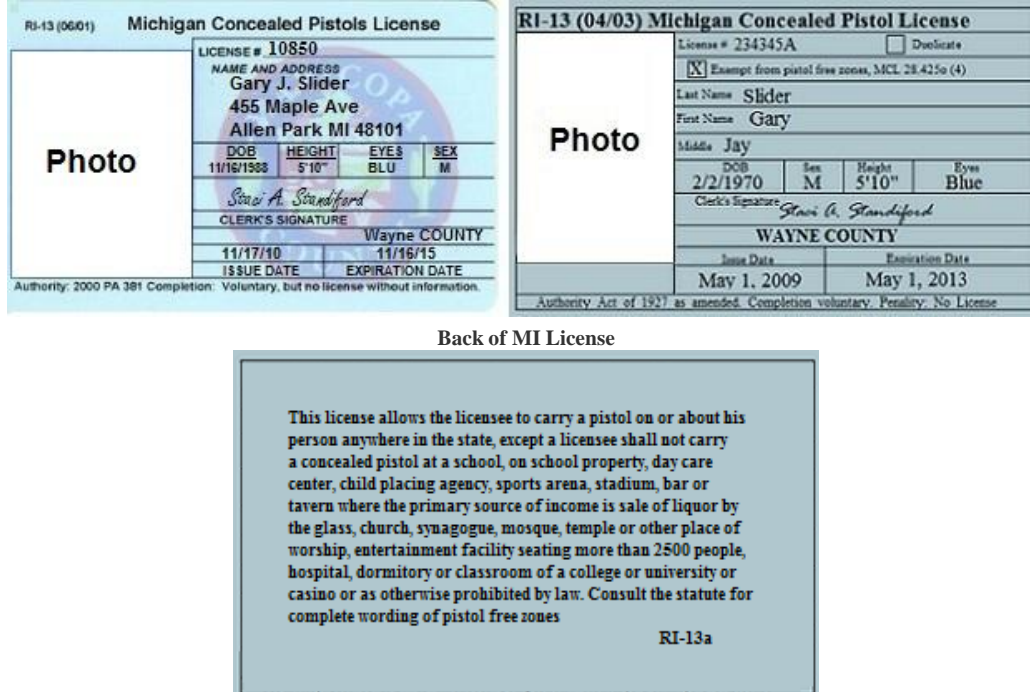 RI-13 (06/01) Michigan Concealed Pistols License
LICENSE # 10850
NAME AND ADDRESS
Gary J. Slider
455 Maple Ave
Allen Park MI 48101
Photo
DOB HEIGHT EYES SEX
11/16/1988 5'10" BLU M
Staci A. Standiford
CLERK'S SIGNATURE
Wayne COUNTY
11/17/10 11/16/15
ISSUE DATE EXPIRATION DATE
Authority: 2000 PA 381 Completion: Voluntary, but no license without information.
RI-13 (04/03) Michigan Concealed Pistol License
License # 234345A Duplicate
X Exempt from pistol free zones, MCL 28.425o (4)
Last Name Slider
First Name Gary
Photo
Middle Jay
DOB Sex Height Eyes
2/2/1970 M 5'10" Blue
Clerk's Signature Staci A. Standiford
WAYNE COUNTY
Issue Date Expiration Date
May 1, 2009 May 1, 2013
Authority Act of 1927 as amended. Completion voluntary. Penality: No License
Back of MI License
This license allows the licensee to carry a pistol on or about his
person anywhere in the state, except a licensee shall not carry
a concealed pistol at a school, on school property, day care
center, child placing agency, sports arena, stadium, bar or
tavern where the primary source of income is sale of liquor by
the glass, church, synagogue, mosque, temple or other place of
worship, entertainment facility seating more than 2500 people,
hospital, dormitory or classroom of a college or university or
casino or as otherwise prohibited by law. Consult the statute for
complete wording of pistol free zones
RI-13a